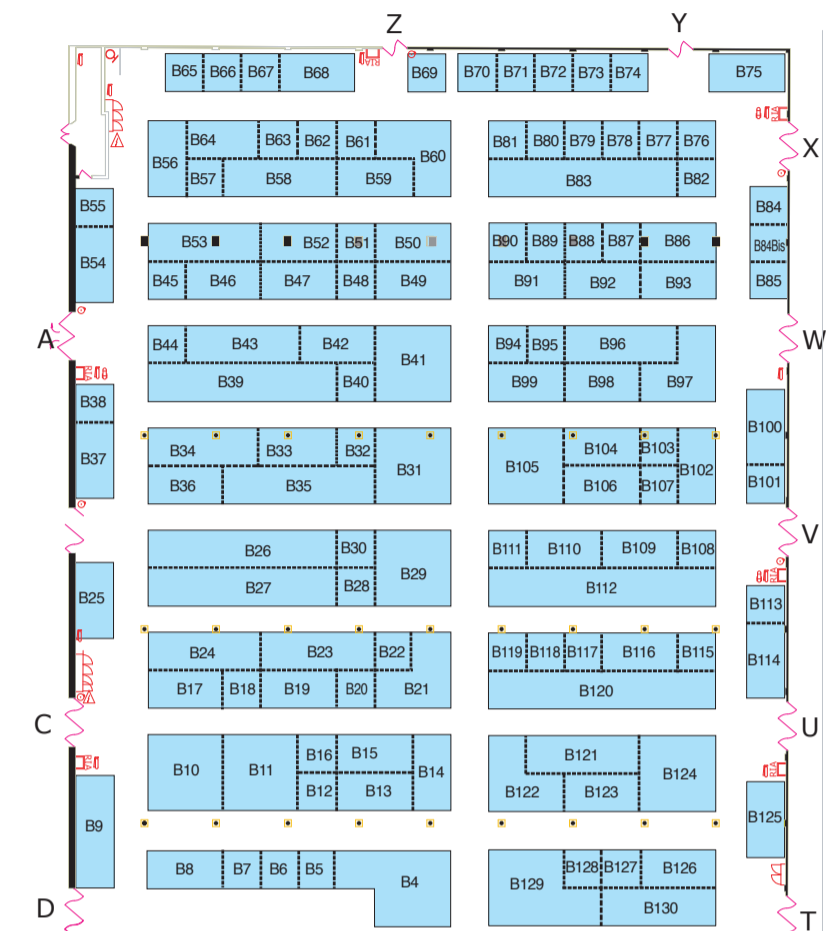 Z Y
B65 B66 B67 B68 B69 B70 B71 B72 B73 B74 B75
RIA
RIA
B64 B63 B62 B61 B81 B80 B79 B78 B77 B76 X
B56 B60
B57 B58 B59 B83 B82
B55 B84
B53 B52 B51 B50 B90 B89 B88 B87 B86 B84Bis
B54
B45 B46 B47 B48 B49 B91 B92 B93 B85
A B44 B43 B42 B94 B95 B96 W
B41
B39 B40 B99 B98 B97
RIA
B38
B100
B34 B33 B32 B104 B103
B37 B31 B105 B102
B36 B35 B106 B107 B101
B26 B30 B111 B110 B109 B108 V
B29
B27 B28 B112
RIA
B25 B113
B24 B23 B22 B119 B118 B117 B116 B115
B114
B17 B18 B19 B20 B21 B120
C U
B16 B15 B121
B10 B11 B14 B124
B12 B13 B122 B123
RIA RIA
B125
B9
B8 B7 B6 B5 B128 B127 B126
B4 B129
D B130 T